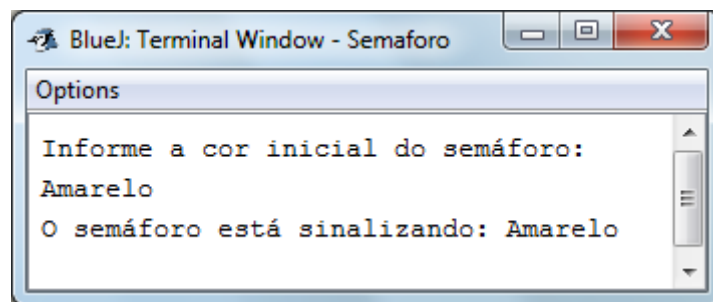 BlueJ: Terminal Window - Semaforo
Options
Informe a cor inicial do semáforo:
Amarelo
O semáforo está sinalizando: Amarelo